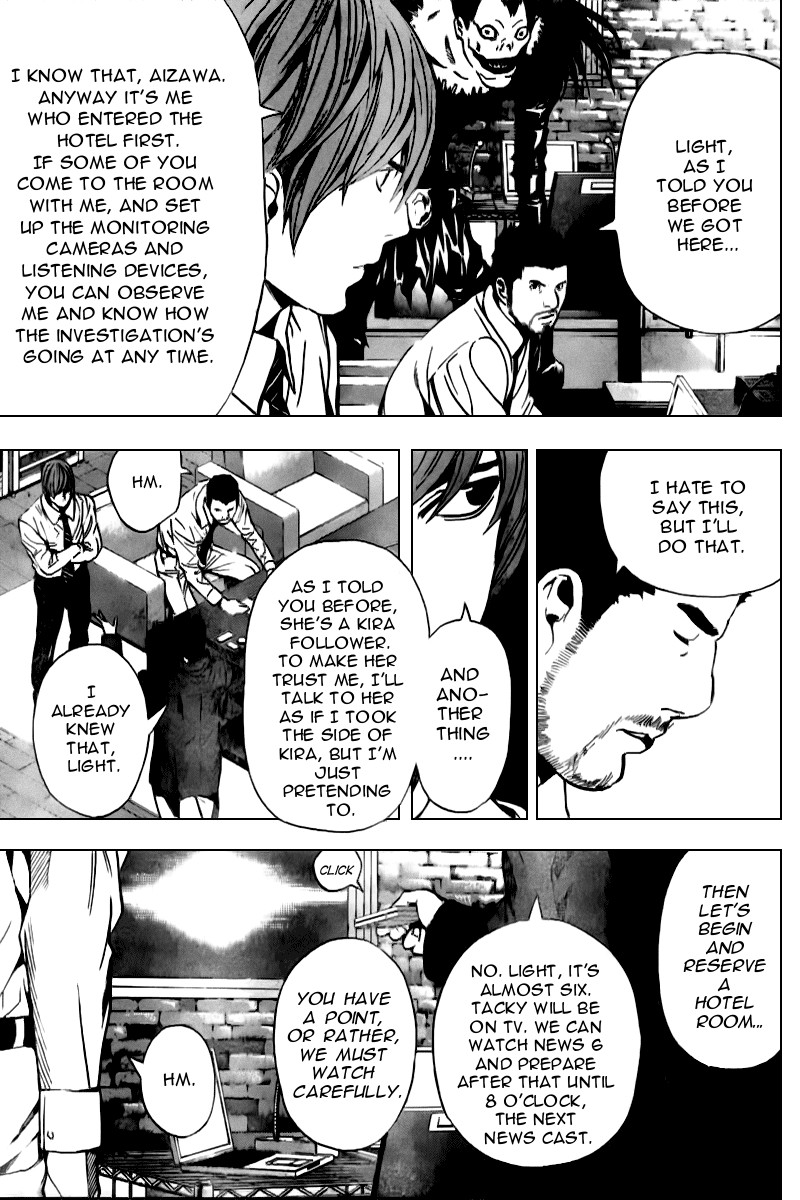 LIGHT,
AS I
TOLD YOU
BEFORE
WE GOT
HERE...
I KNOW THAT, AIZAWA.
ANYWAY IT'S ME
WHO ENTERED THE
HOTEL FIRST.
IF SOME OF YOU
COME TO THE ROOM
WITH ME, AND SET
UP THE MONITORING
CAMERAS AND
LISTENING DEVICES,
YOU CAN OBSERVE
ME AND KNOW HOW
THE INVESTIGATION'S
GOING AT ANY TIME.
I HATE TO
SAY THIS,
BUT I'LL
DO THAT.
AND
ANO-
THER
THING
....
HM.
AS I TOLD
YOU BEFORE,
SHE'S A KIRA
FOLLOWER.
TO MAKE HER
TRUST ME, I'LL
TALK TO HER
AS IF I TOOK
THE SIDE OF
KIRA, BUT I'M
JUST
PRETENDING
TO.
I
ALREADY
KNEW
THAT,
LIGHT.
THEN
LET'S
BEGIN
AND
RESERVE
A
HOTEL
ROOM...
NO. LIGHT, IT'S
ALMOST SIX.
TACKY WILL BE
ON TV. WE CAN
WATCH NEWS 6
AND PREPARE
AFTER THAT UNTIL
8 O'CLOCK,
THE NEXT
NEWS CAST.
CLICK
YOU HAVE
A POINT,
OR RATHER,
WE MUST
WATCH
CAREFULLY.
HM.